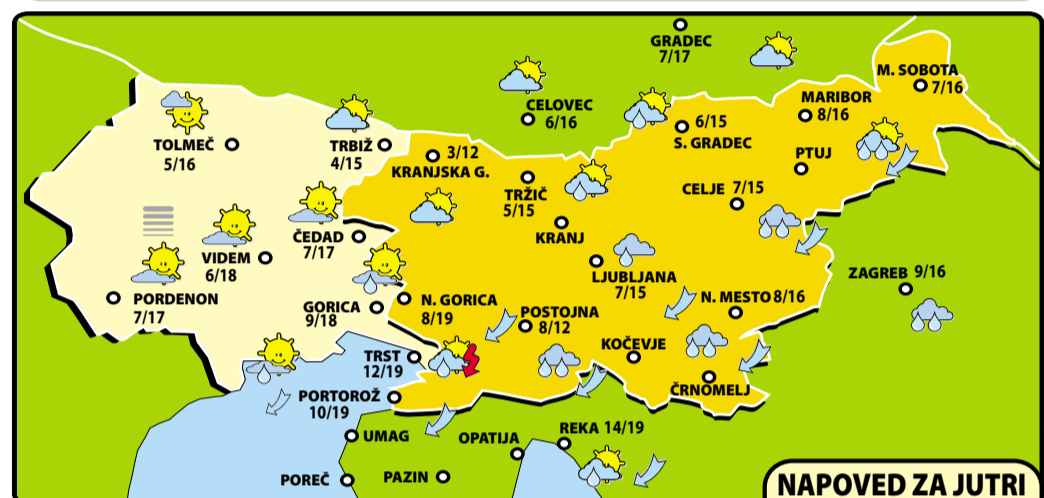 GRADEC
7/17
M. SOBOTA
7/16
CELOVEC
6/16
MARIBOR
8/16
TOLMEČ
5/16
TRBIŽ
4/15
3/12
KRANJSKA G.
6/15
S. GRADEC
PTUJ
TRŽIČ
5/15
CELJE 7/15
KRANJ
ČEDAD
7/17
VIDEM
6/18
LJUBLJANA
7/15
ZAGREB 9/16
PORDENON
7/17
GORICA
9/18
N. GORICA
8/19
POSTOJNA
8/12
N. MESTO 8/16
KOČEVJE
TRST
12/19
ČRNOMELJ
PORTOROŽ
10/19
UMAG
OPATIJA
REKA 14/19
POREČ
PAZIN
NAPOVED ZA JUTRI